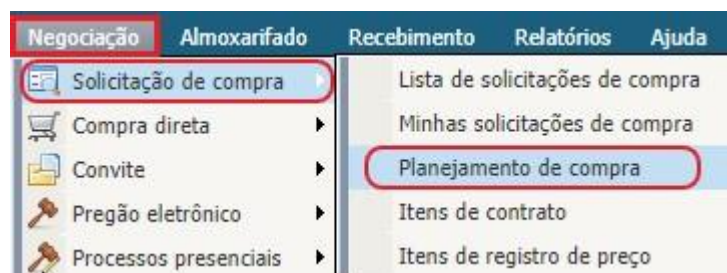 Negociação Almoxarifado Recebimento Relatórios Ajuda
Solicitação de compra
Compra direta
Convite
Pregão eletrônico
Processos presenciais
Lista de solicitações de compra
Minhas solicitações de compra
Planejamento de compra
Itens de contrato
Itens de registro de preço